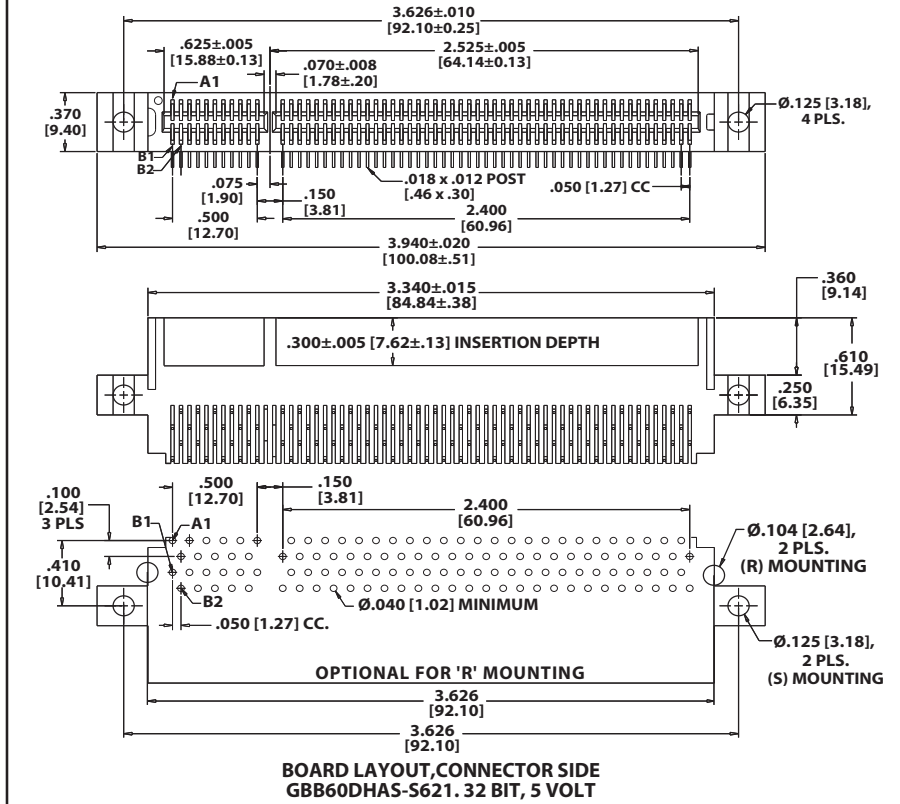 3.626±.010
[92.10±0.25]
.625±.005
[15.88±0.13]
2.525±.005
[64.14±0.13]
.070±.008
[1.78±.20]
A1
.370
[9.40]
Ø.125 [3.18],
4 PLS.
B1
B2
.018 x .012 POST
[.46 x .30]
.050 [1.27] CC
.075
[1.90]
.150
[3.81]
.500
[12.70]
2.400
[60.96]
3.940±.020
[100.08±.51]
3.340±.015
[84.84±.38]
.360
[9.14]
.300±.005 [7.62±.13] INSERTION DEPTH
.610
[15.49]
.250
[6.35]
.500
[12.70]
.150
[3.81]
.100
[2.54]
3 PLS
2.400
[60.96]
B1
A1
Ø.104 [2.64],
2 PLS.
(R) MOUNTING
.410
[10.41]
B2
Ø.040 [1.02] MINIMUM
.050 [1.27] CC.
Ø.125 [3.18],
2 PLS.
(S) MOUNTING
OPTIONAL FOR 'R' MOUNTING
3.626
[92.10]
3.626
[92.10]
BOARD LAYOUT,CONNECTOR SIDE
GBB60DHAS-S621. 32 BIT, 5 VOLT